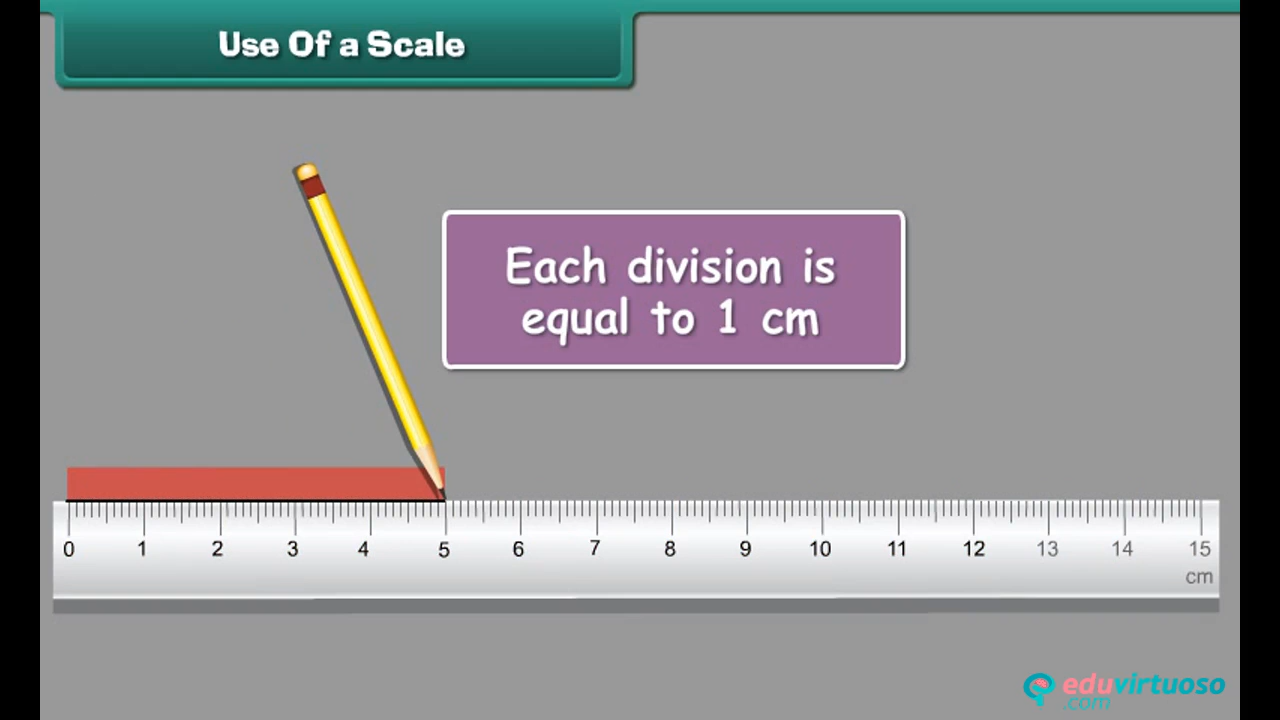 Use Of a Scale
Each division is
equal to 1 cm
0 1 2 3 4 5 6 7 8 9 10 11 12 13 14 15
cm
eduvirtuoso
.com